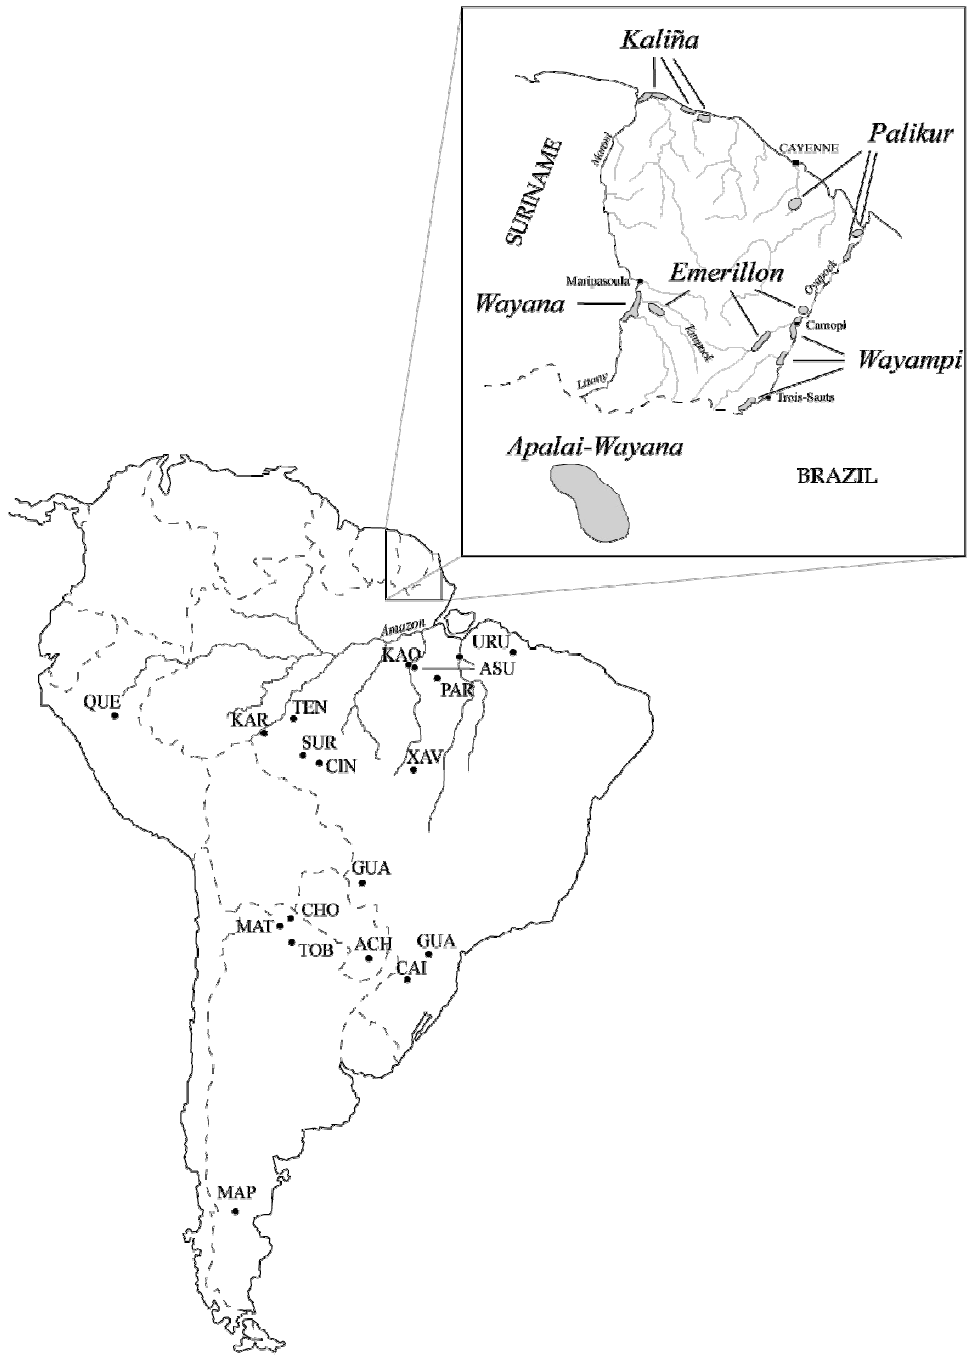 Kaliña
Palikur
CAYENNE
Maroni
SURINAME
Oyapock
Emerillon
Maripasoula
Wayana
Camopi
Tampock
Wayampi
Litany
Trois-Sauts
Apalai-Wayana
BRAZIL
Amazon
URU
KAO
ASU
PAR
QUE
TEN
KAR
SUR
CIN
XAV
GUA
CHO
MAT
TOB
ACH
GUA
CAI
MAP